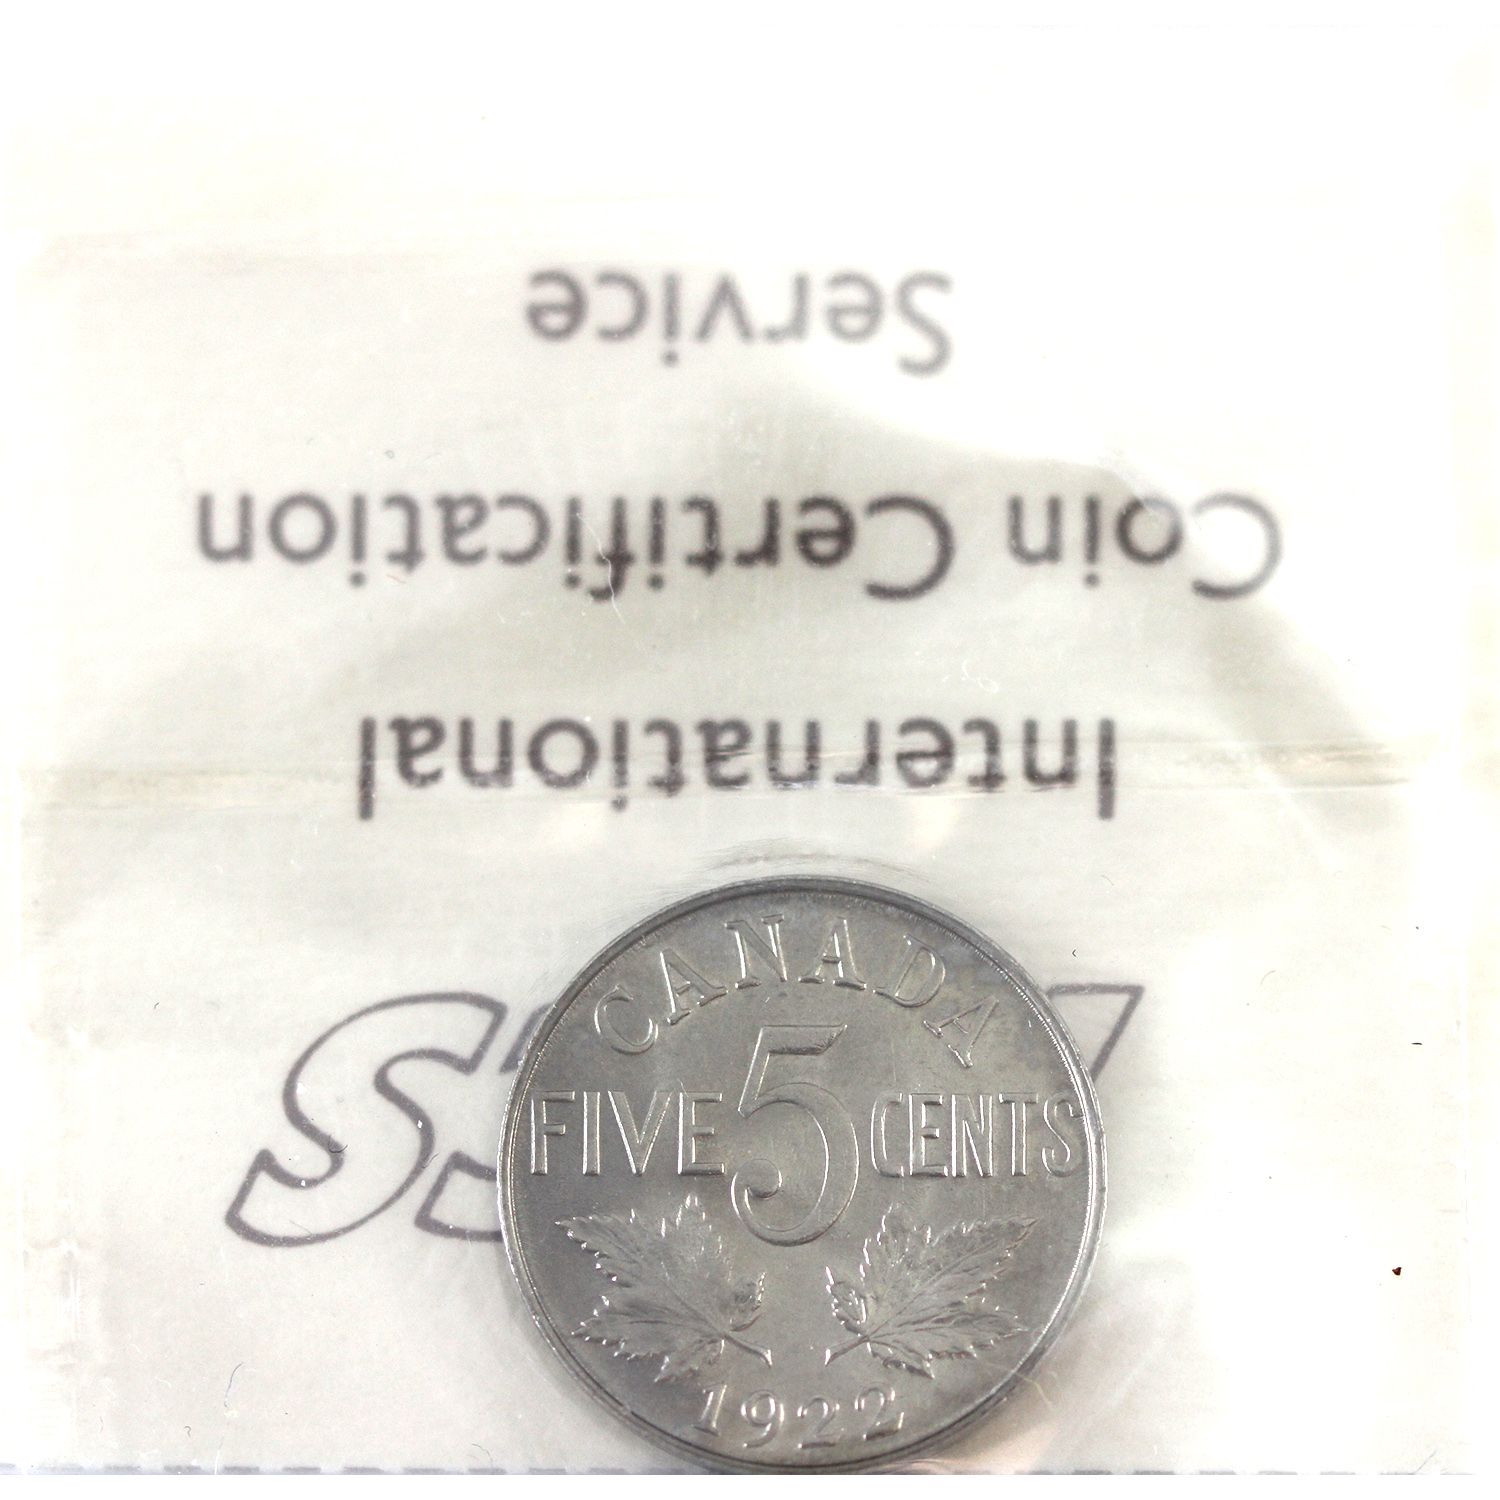 Service
Coin Certification
International
CANADA
FIVE 5 CENTS
1922